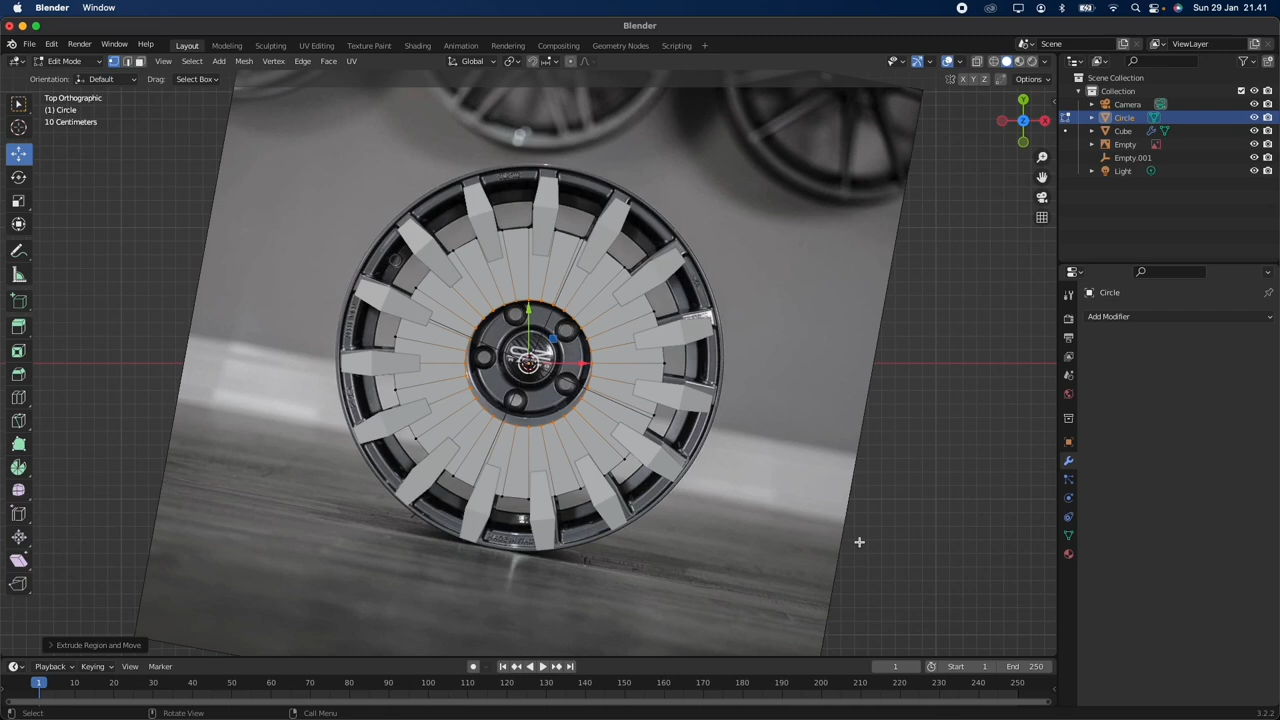 Blender Window
Sun 29 Jan 21.41
Blender
File Edit Render Window Help Layout Modeling Sculpting UV Editing Texture Paint Shading Animation Rendering Compositing Geometry Nodes Scripting + Scene ViewLayer
Edit Mode View Select Add Mesh Vertex Edge Face UV Global
Orientation: Default Drag: Select Box X Y Z Options
Top Orthographic
(1) Circle
10 Centimeters
Y
X
Z
Scene Collection
Collection
Camera
Circle
Cube
Empty
Empty.001
Light
Circle
Add Modifier
Extrude Region and Move
Playback Keying View Marker 1 Start 1 End 250
1 10 20 30 40 50 60 70 80 90 100 110 120 130 140 150 160 170 180 190 200 210 220 230 240 250
Select Rotate View Call Menu 3.2.2